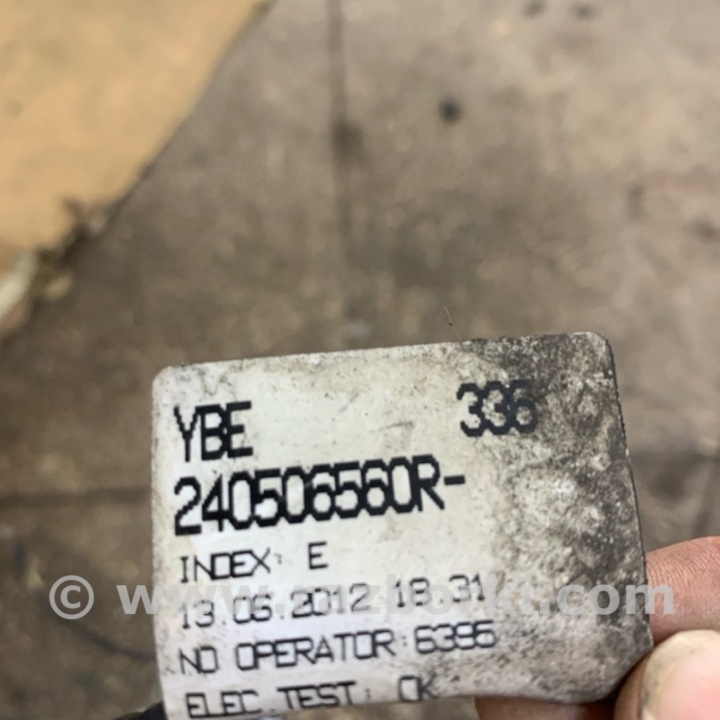 YBE 336
240506560R-
INDEX: E
13.06.2012 18.31
NO OPERATOR: 6395
ELEC.TEST: OK